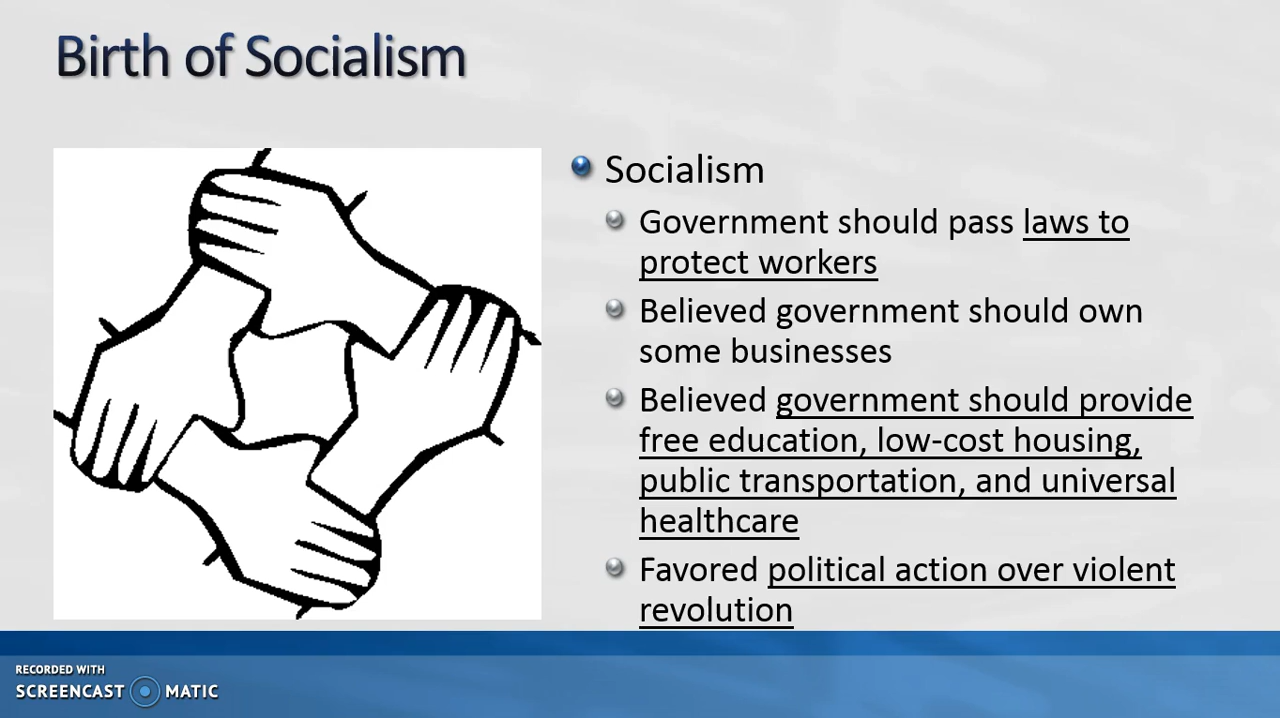 Birth of Socialism
Socialism
Government should pass laws to
protect workers
Believed government should own
some businesses
Believed government should provide
free education, low-cost housing,
public transportation, and universal
healthcare
Favored political action over violent
revolution
RECORDED WITH
SCREENCAST MATIC